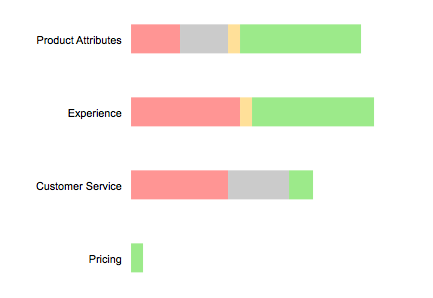 Product Attributes
Experience
Customer Service
Pricing